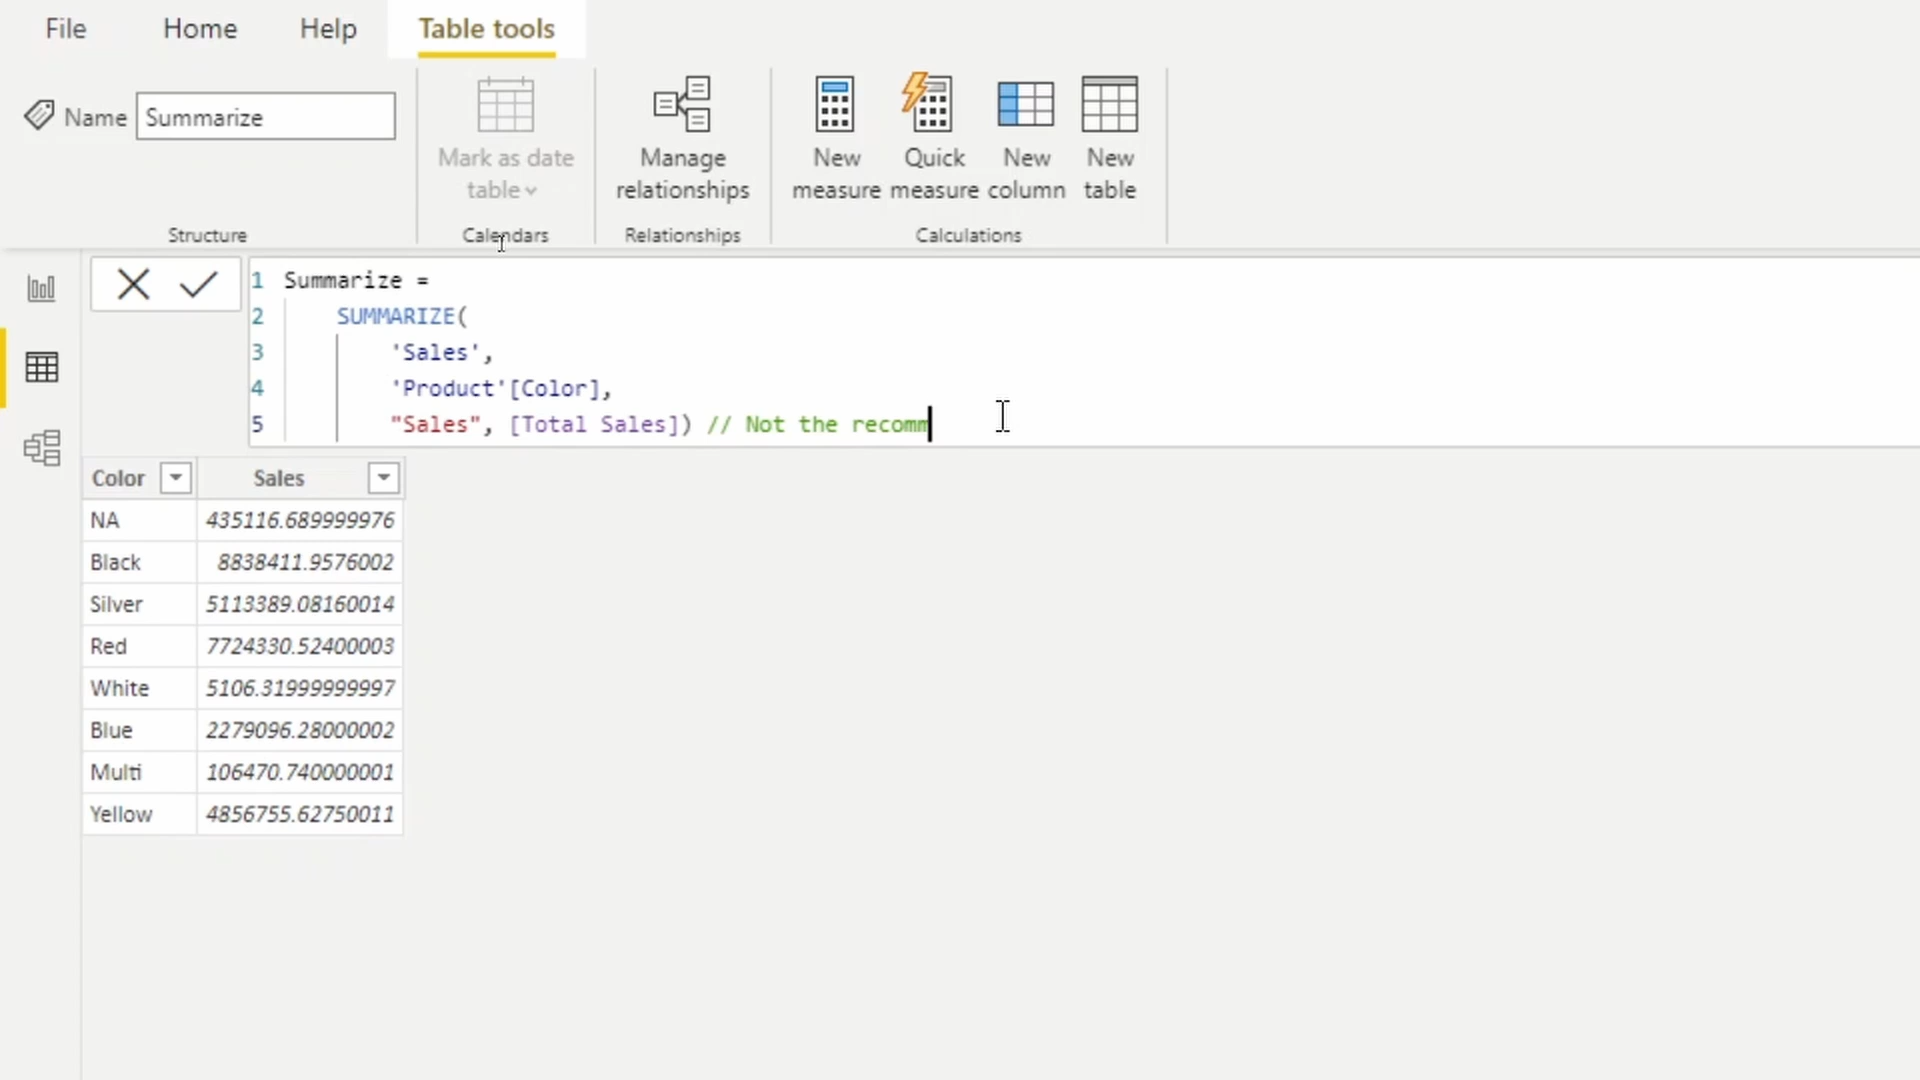 File Home Help Table tools
Name Summarize
Mark as date table
Manage relationships
New measure
Quick measure
New column
New table
Structure Calendars Relationships Calculations
1 Summarize =
2 SUMMARIZE(
3 'Sales',
4 'Product'[Color],
5 "Sales", [Total Sales]) // Not the recomm
Color Sales
NA 435116.689999976
Black 8838411.9576002
Silver 5113389.08160014
Red 7724330.52400003
White 5106.31999999997
Blue 2279096.28000002
Multi 106470.740000001
Yellow 4856755.62750011